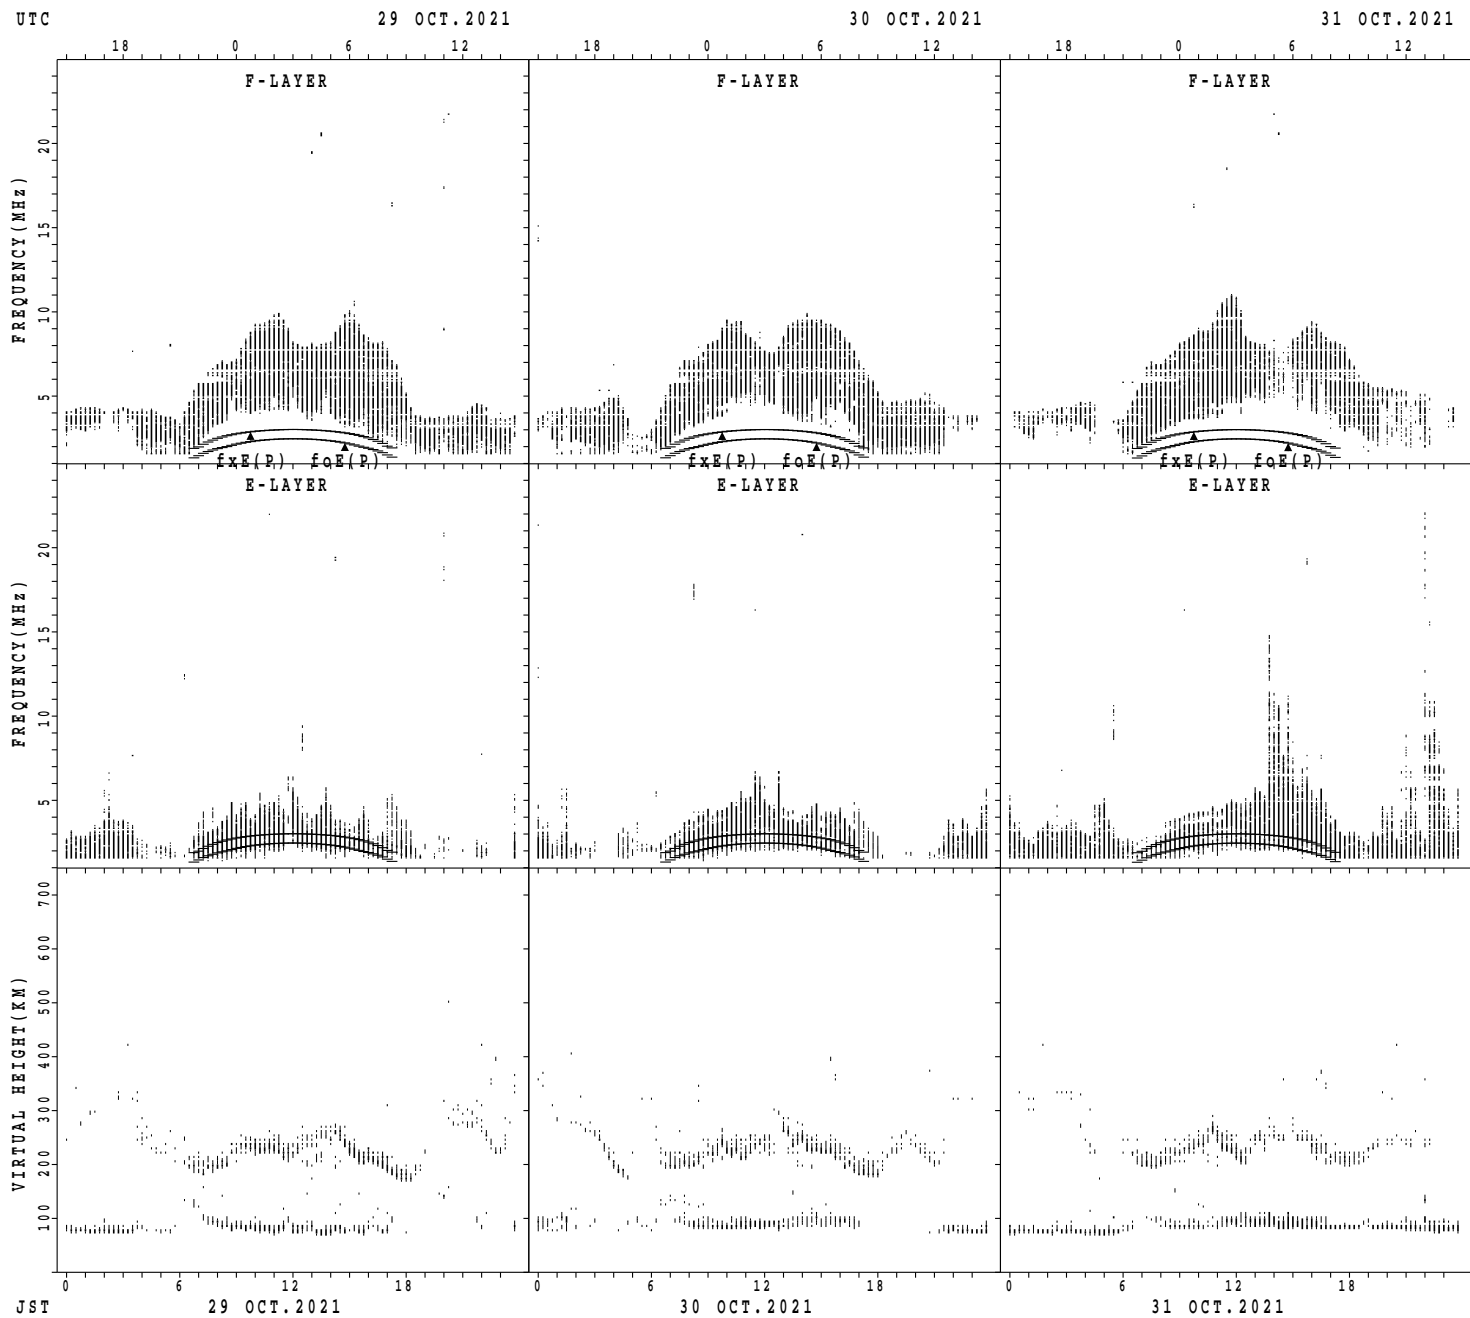 UTC 29 OCT.2021 30 OCT.2021 31 OCT.2021
18 0 6 12 18 0 6 12 18 0 6 12
F-LAYER F-LAYER F-LAYER
FREQUENCY(MHz)
20
15
10
5
fxE(P) foE(P) fxE(P) foE(P) fxE(P) foE(P)
E-LAYER E-LAYER E-LAYER
FREQUENCY(MHz)
20
15
10
5
VIRTUAL HEIGHT(KM)
700
600
500
400
300
200
100
0 6 12 18 0 6 12 18 0 6 12 18
JST 29 OCT.2021 30 OCT.2021 31 OCT.2021